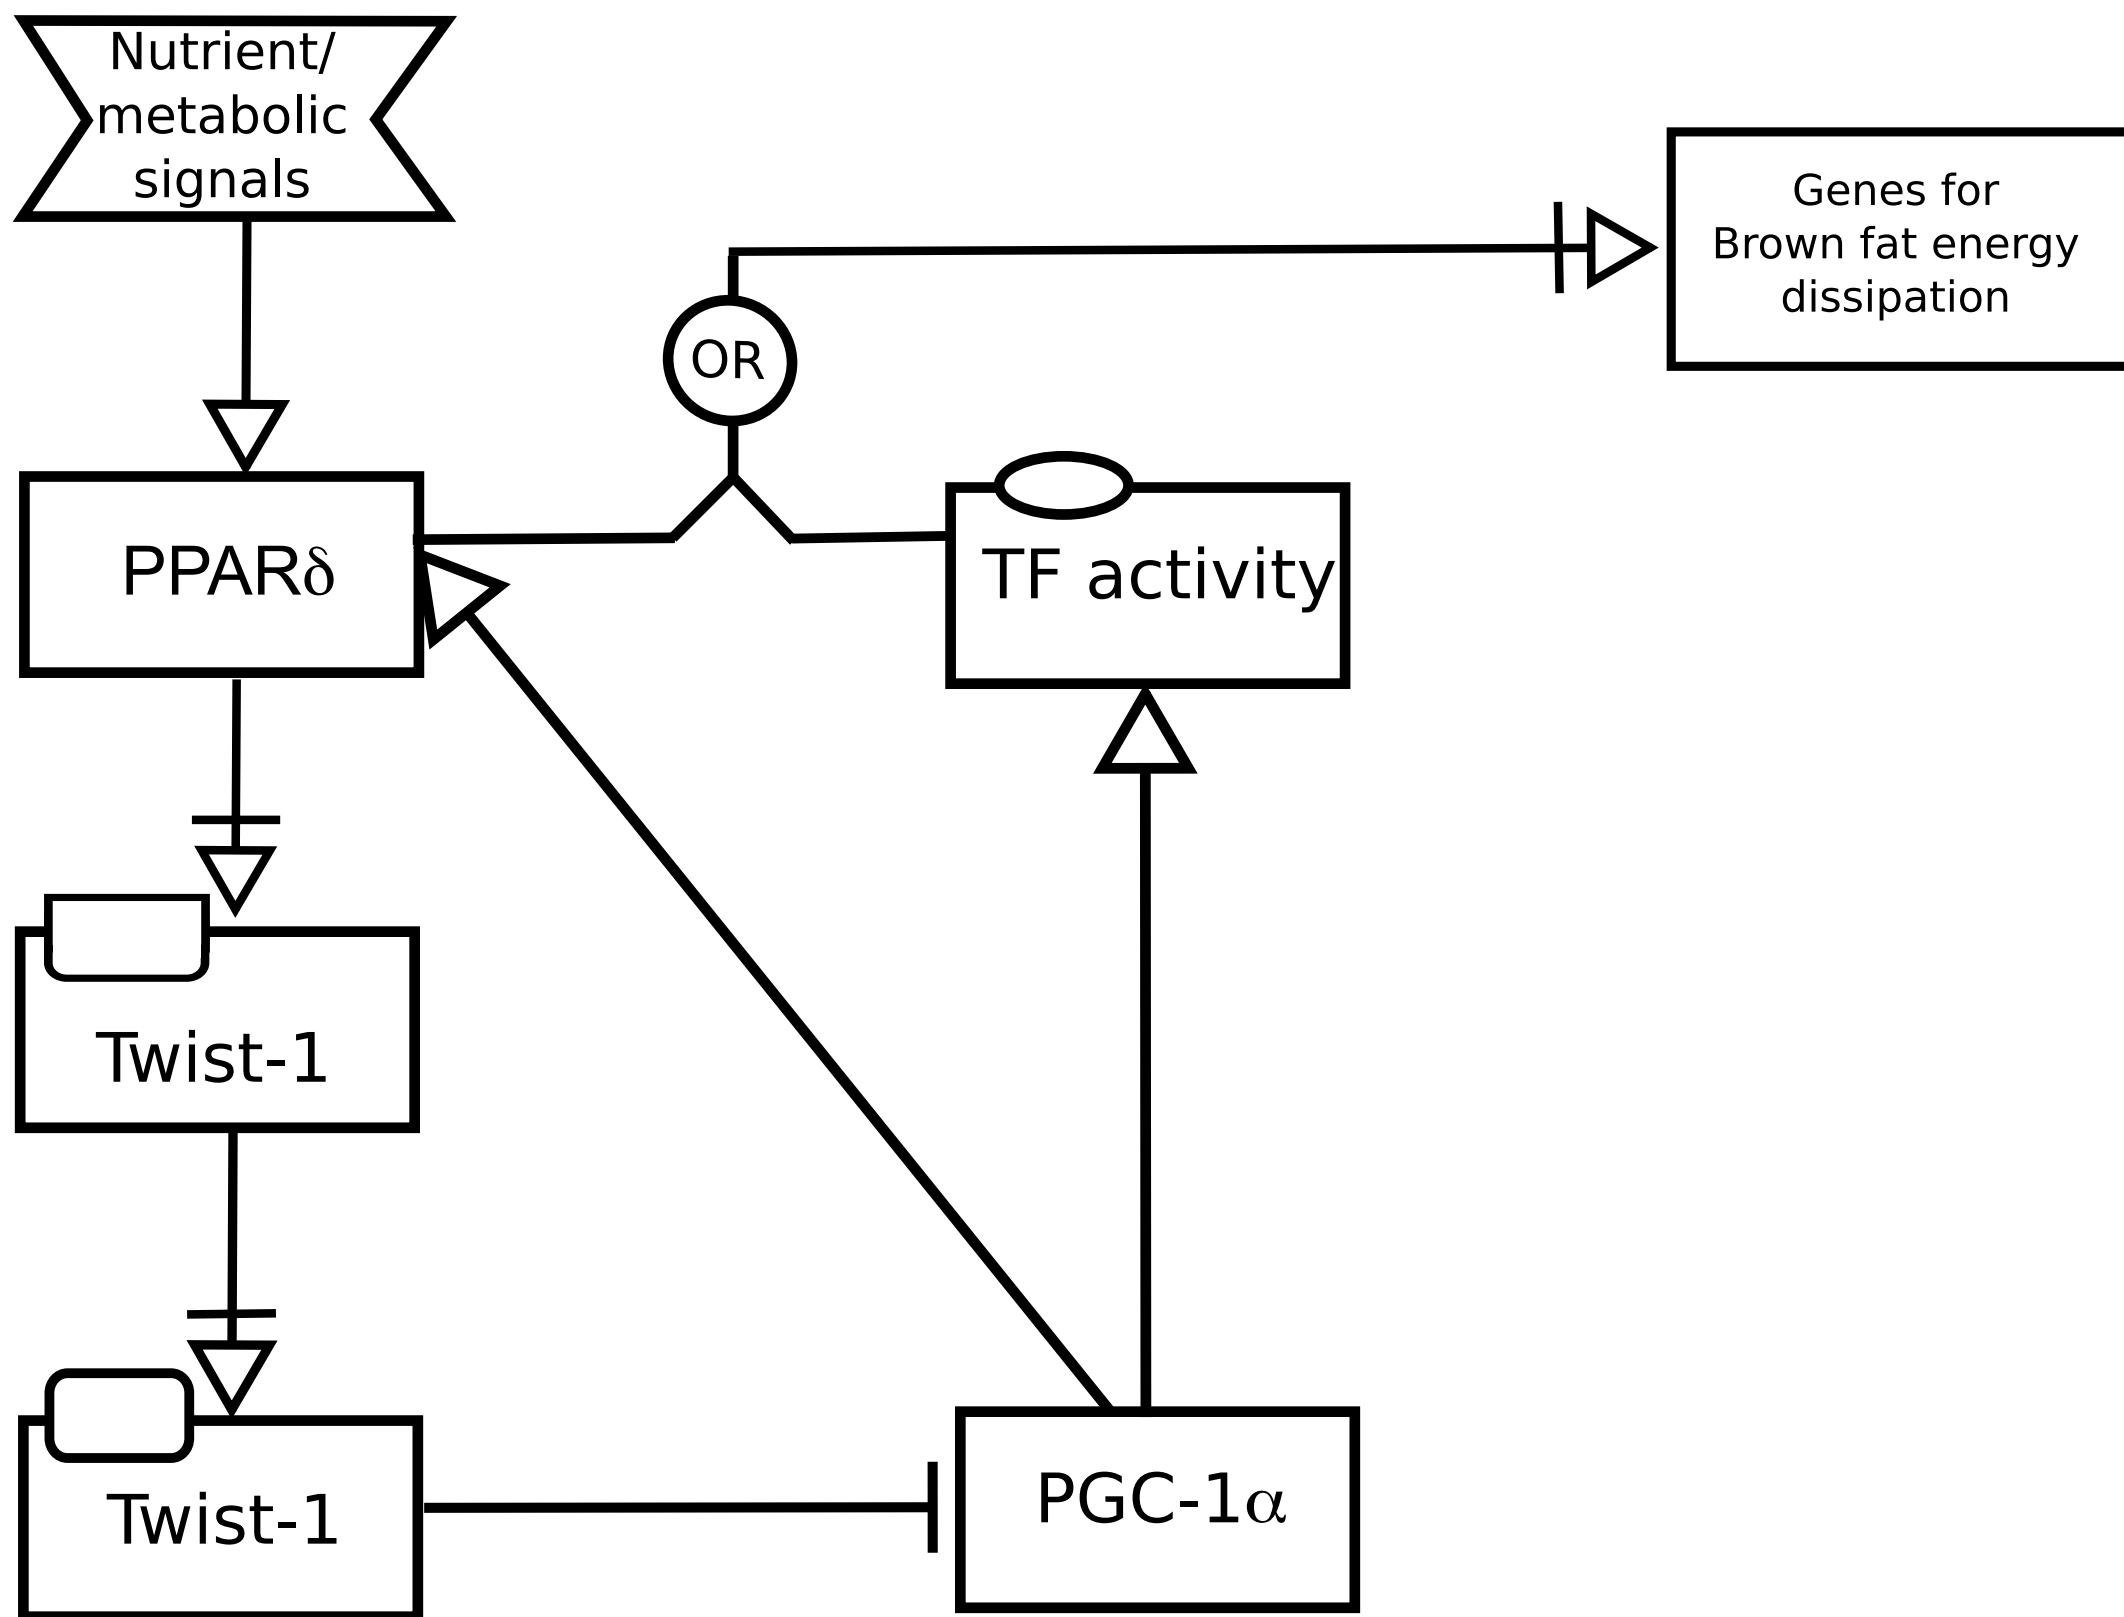 Nutrient/
metabolic
signals
Genes for
Brown fat energy
dissipation
OR
PPARδ
TF activity
Twist-1
Twist-1
PGC-1α